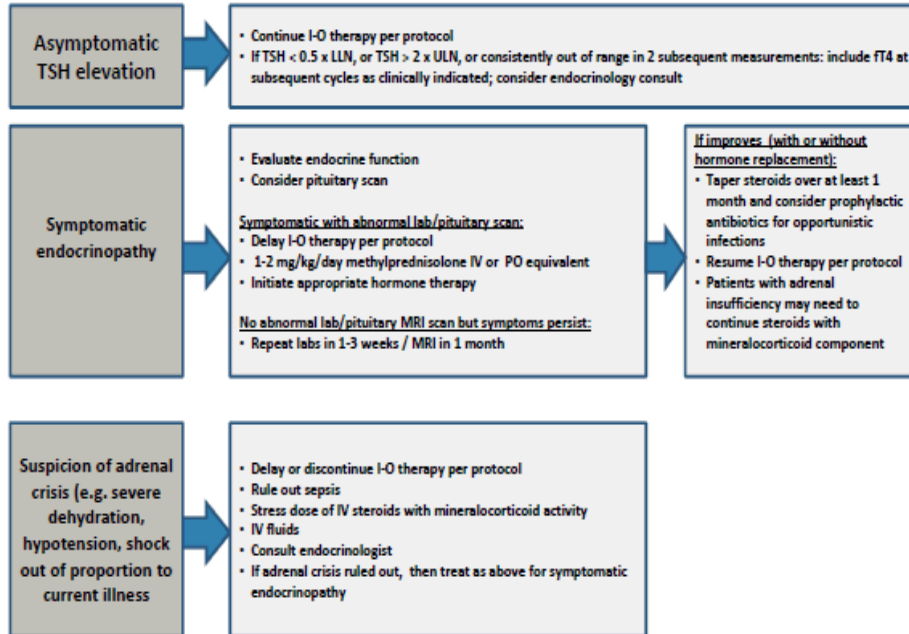 Asymptomatic
TSH elevation
• Continue I-O therapy per protocol
• If TSH < 0.5 x LLN, or TSH > 2 x ULN, or consistently out of range in 2 subsequent measurements: include fT4 at
subsequent cycles as clinically indicated; consider endocrinology consult
Symptomatic
endocrinopathy
• Evaluate endocrine function
• Consider pituitary scan
Symptomatic with abnormal lab/pituitary scan:
• Delay I-O therapy per protocol
• 1-2 mg/kg/day methylprednisolone IV or PO equivalent
• Initiate appropriate hormone therapy
No abnormal lab/pituitary MRI scan but symptoms persist:
• Repeat labs in 1-3 weeks / MRI in 1 month
If improves (with or without
hormone replacement):
• Taper steroids over at least 1
month and consider prophylactic
antibiotics for opportunistic
infections
• Resume I-O therapy per protocol
• Patients with adrenal
insufficiency may need to
continue steroids with
mineralocorticoid component
Suspicion of adrenal
crisis (e.g. severe
dehydration,
hypotension, shock
out of proportion to
current illness
• Delay or discontinue I-O therapy per protocol
• Rule out sepsis
• Stress dose of IV steroids with mineralocorticoid activity
• IV fluids
• Consult endocrinologist
• If adrenal crisis ruled out, then treat as above for symptomatic
endocrinopathy